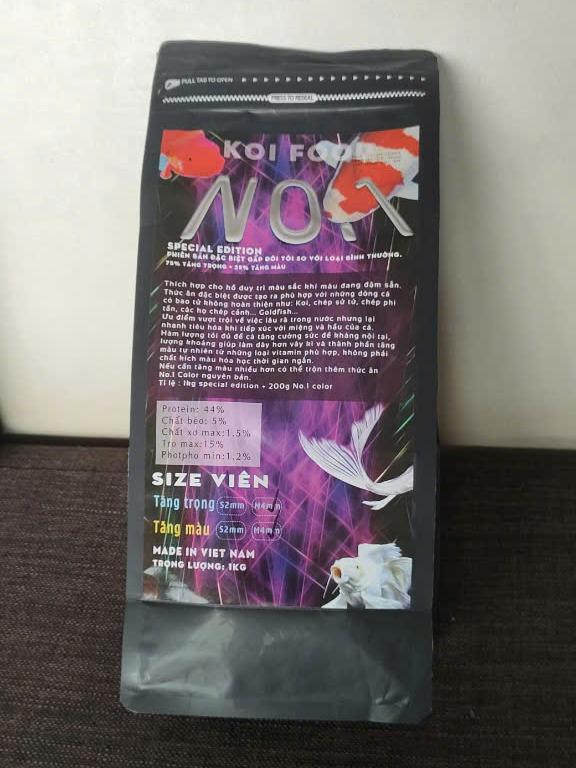 PULL TAB TO OPEN
PRESS TO RESEAL
KOI FOOD
NO.1
SPECIAL EDITION
PHIÊN BẢN ĐẶC BIỆT GẤP ĐÔI TỎI SO VỚI LOẠI BÌNH THƯỜNG.
75% TĂNG TRỌNG + 25% TĂNG MÀU
Thích hợp cho hồ duy trì màu sắc khi màu đang đậm sẵn.
Thức ăn đặc biệt được tạo ra phù hợp với những dòng cá
có bao tử không hoàn thiện như: Koi, chép sư tử, chép phi
tần, các họ chép cảnh... Goldfish...
Ưu điểm vượt trội về việc lâu rã trong nước nhưng lại
nhanh tiêu hóa khi tiếp xúc với miệng và hầu của cá.
Hàm lượng tỏi đủ để cá tăng cường sức đề kháng nội tại,
lượng khoáng giúp làm dày hơn vây kì và thành phần tăng
màu tự nhiên từ những loại vitamin phù hợp, không phải
chất kích màu hóa học thời gian ngắn.
Nếu cần tăng màu nhiều hơn có thể trộn thêm thức ăn
No.1 Color nguyên bản.
Tỉ lệ : 1kg special edition + 200g No.1 color
Protein: 44%
Chất béo: 5%
Chất xơ max:1.5%
Tro max:15%
Photpho min:1.2%
SIZE VIÊN
Tăng trọng S2mm M4mm
Tăng màu S2mm M4mm
MADE IN VIET NAM
TRỌNG LƯỢNG: 1KG